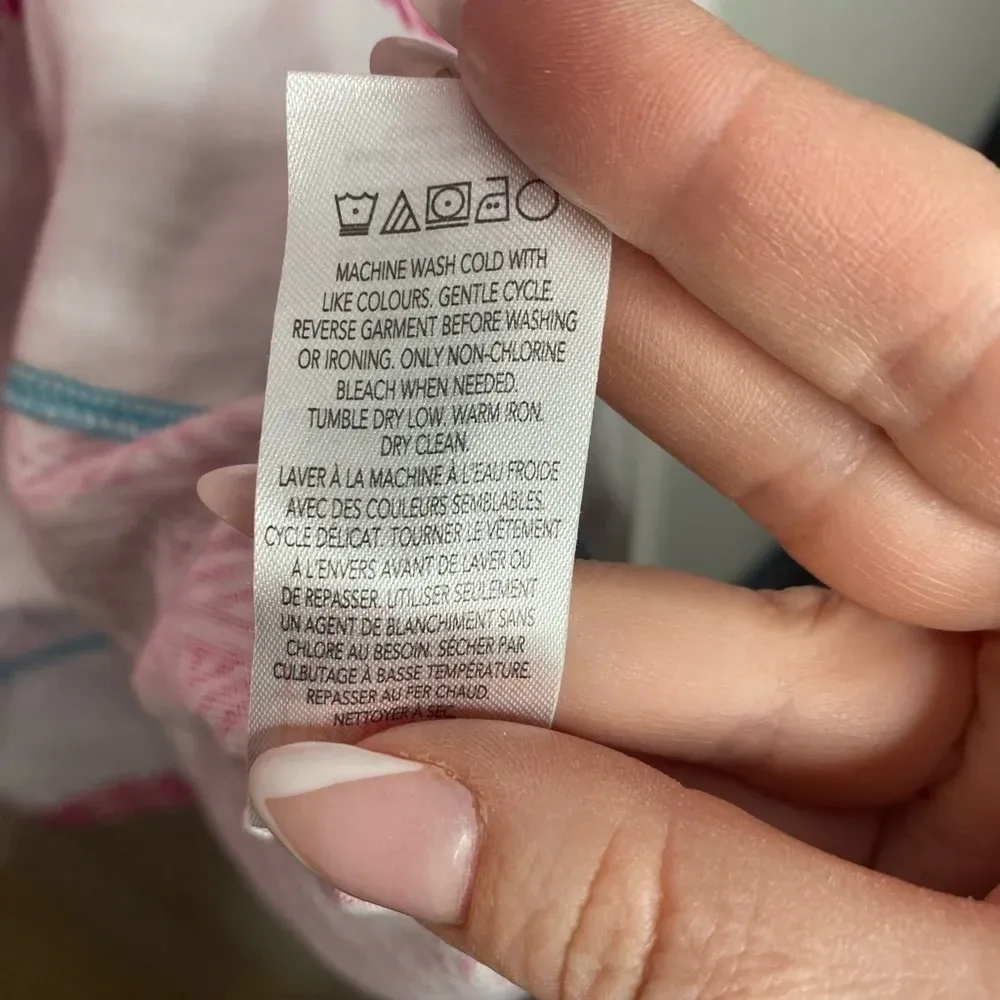 MACHINE WASH COLD WITH
LIKE COLOURS. GENTLE CYCLE.
REVERSE GARMENT BEFORE WASHING
OR IRONING. ONLY NON-CHLORINE
BLEACH WHEN NEEDED.
TUMBLE DRY LOW. WARM IRON.
DRY CLEAN.
LAVER À LA MACHINE À L'EAU FROIDE
AVEC DES COULEURS SEMBLABLES.
CYCLE DÉLICAT. TOURNER LE VÊTEMENT
A L'ENVERS AVANT DE LAVER OU
DE REPASSER. UTILISER SEULEMENT
UN AGENT DE BLANCHIMENT SANS
CHLORE AU BESOIN. SÉCHER PAR
CULBUTAGE A BASSE TEMPÉRATURE.
REPASSER AU FER CHAUD.
NETTOYER A SEC.